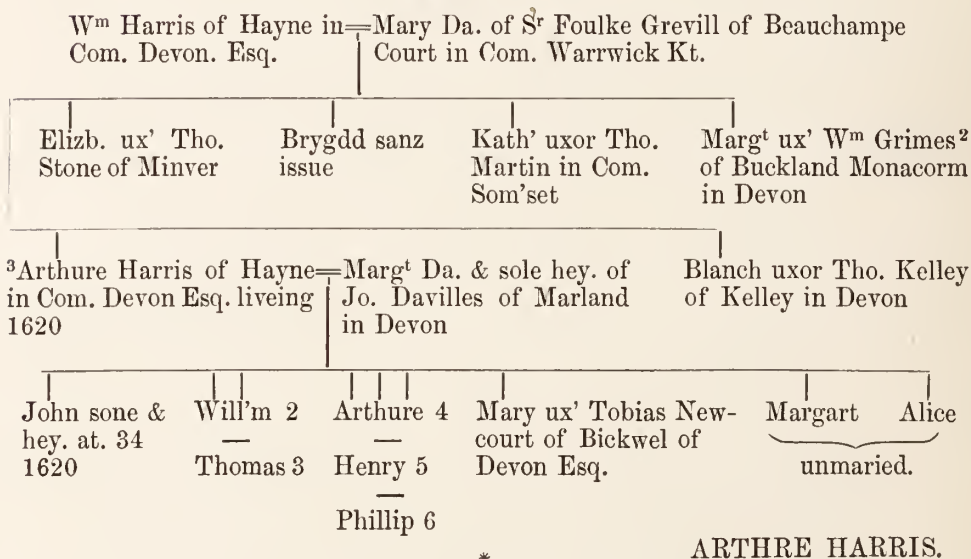 Wᵐ Harris of Hayne in=Mary Da. of Sʳ Foulke Grevill of Beauchampe
Com. Devon. Esq. Court in Com. Warrwick Kt.
Elizb. ux' Tho. Brygdd sanz Kath' uxor Tho. Margᵗ ux' Wᵐ Grimes²
Stone of Minver issue Martin in Com. of Buckland Monacorm
Som'set in Devon
³Arthure Harris of Hayne=Margᵗ Da. & sole hey. of Blanch uxor Tho. Kelley
in Com. Devon Esq. liveing Jo. Davilles of Marland of Kelley in Devon
1620 in Devon
John sone & Will'm 2 Arthure 4 Mary ux' Tobias New- Margart Alice
hey. at. 34 — — court of Bickwel of
1620 Thomas 3 Henry 5 Devon Esq. unmaried.
—
Phillip 6
* ARTHRE HARRIS.